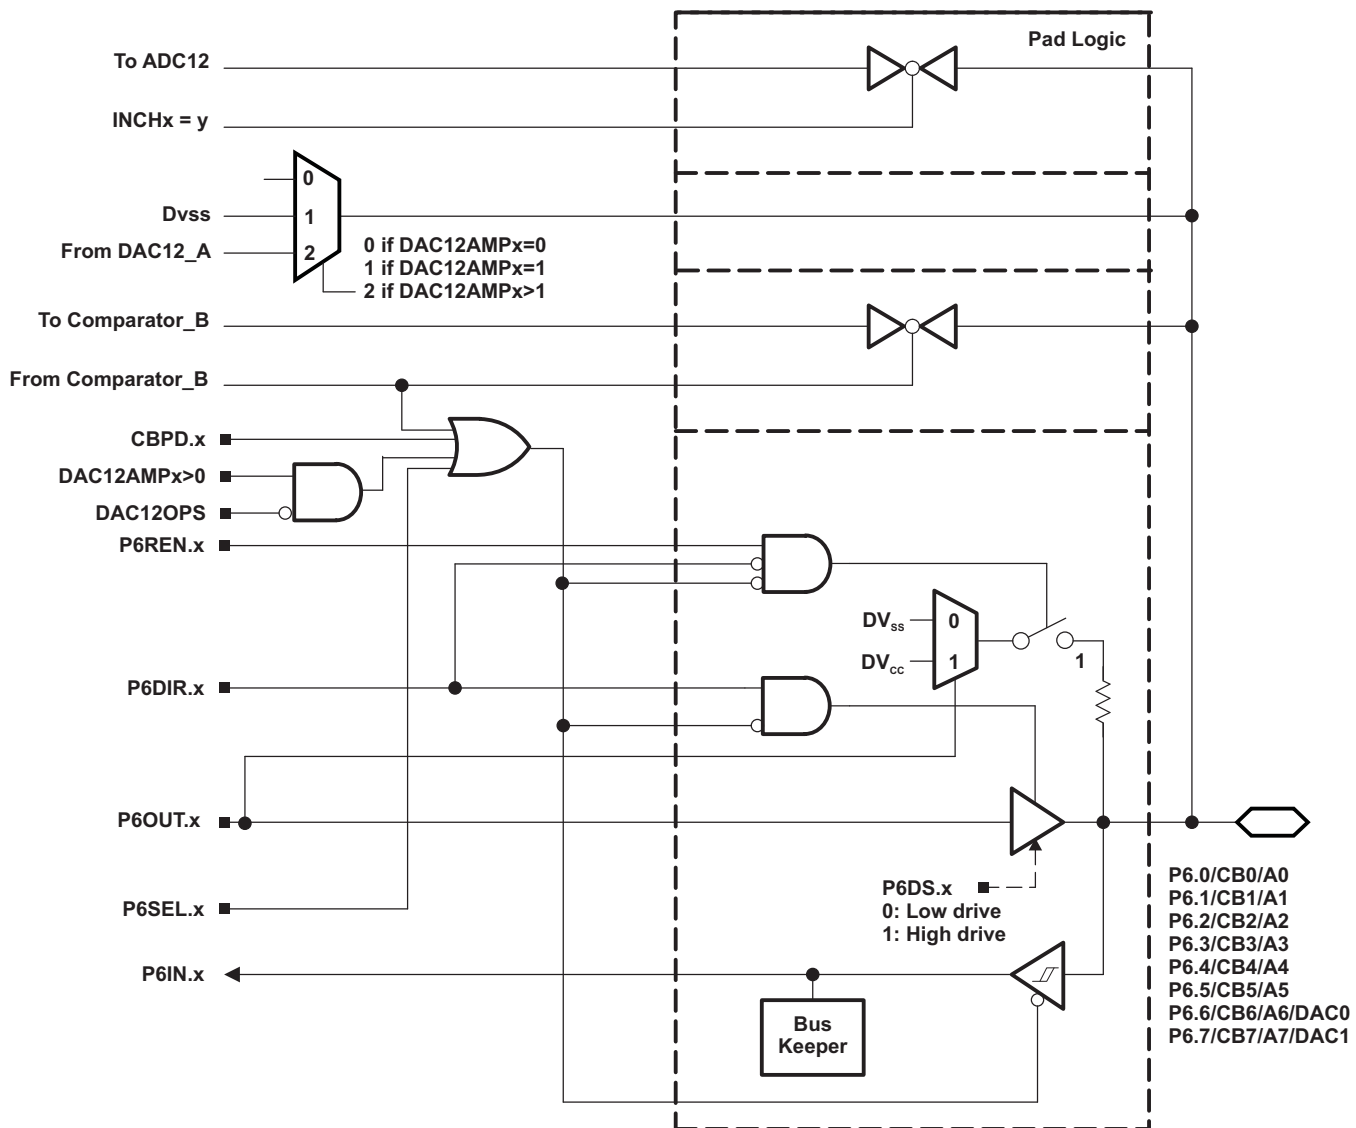 Pad Logic
To ADC12
INCHx = y
0
Dvss
1
From DAC12_A
2
0 if DAC12AMPx=0
1 if DAC12AMPx=1
2 if DAC12AMPx>1
To Comparator_B
From Comparator_B
CBPD.x
DAC12AMPx>0
DAC12OPS
P6REN.x
DVss
0
DVcc
1
1
P6DIR.x
P6OUT.x
P6DS.x
0: Low drive
1: High drive
P6SEL.x
P6IN.x
Bus
Keeper
P6.0/CB0/A0
P6.1/CB1/A1
P6.2/CB2/A2
P6.3/CB3/A3
P6.4/CB4/A4
P6.5/CB5/A5
P6.6/CB6/A6/DAC0
P6.7/CB7/A7/DAC1